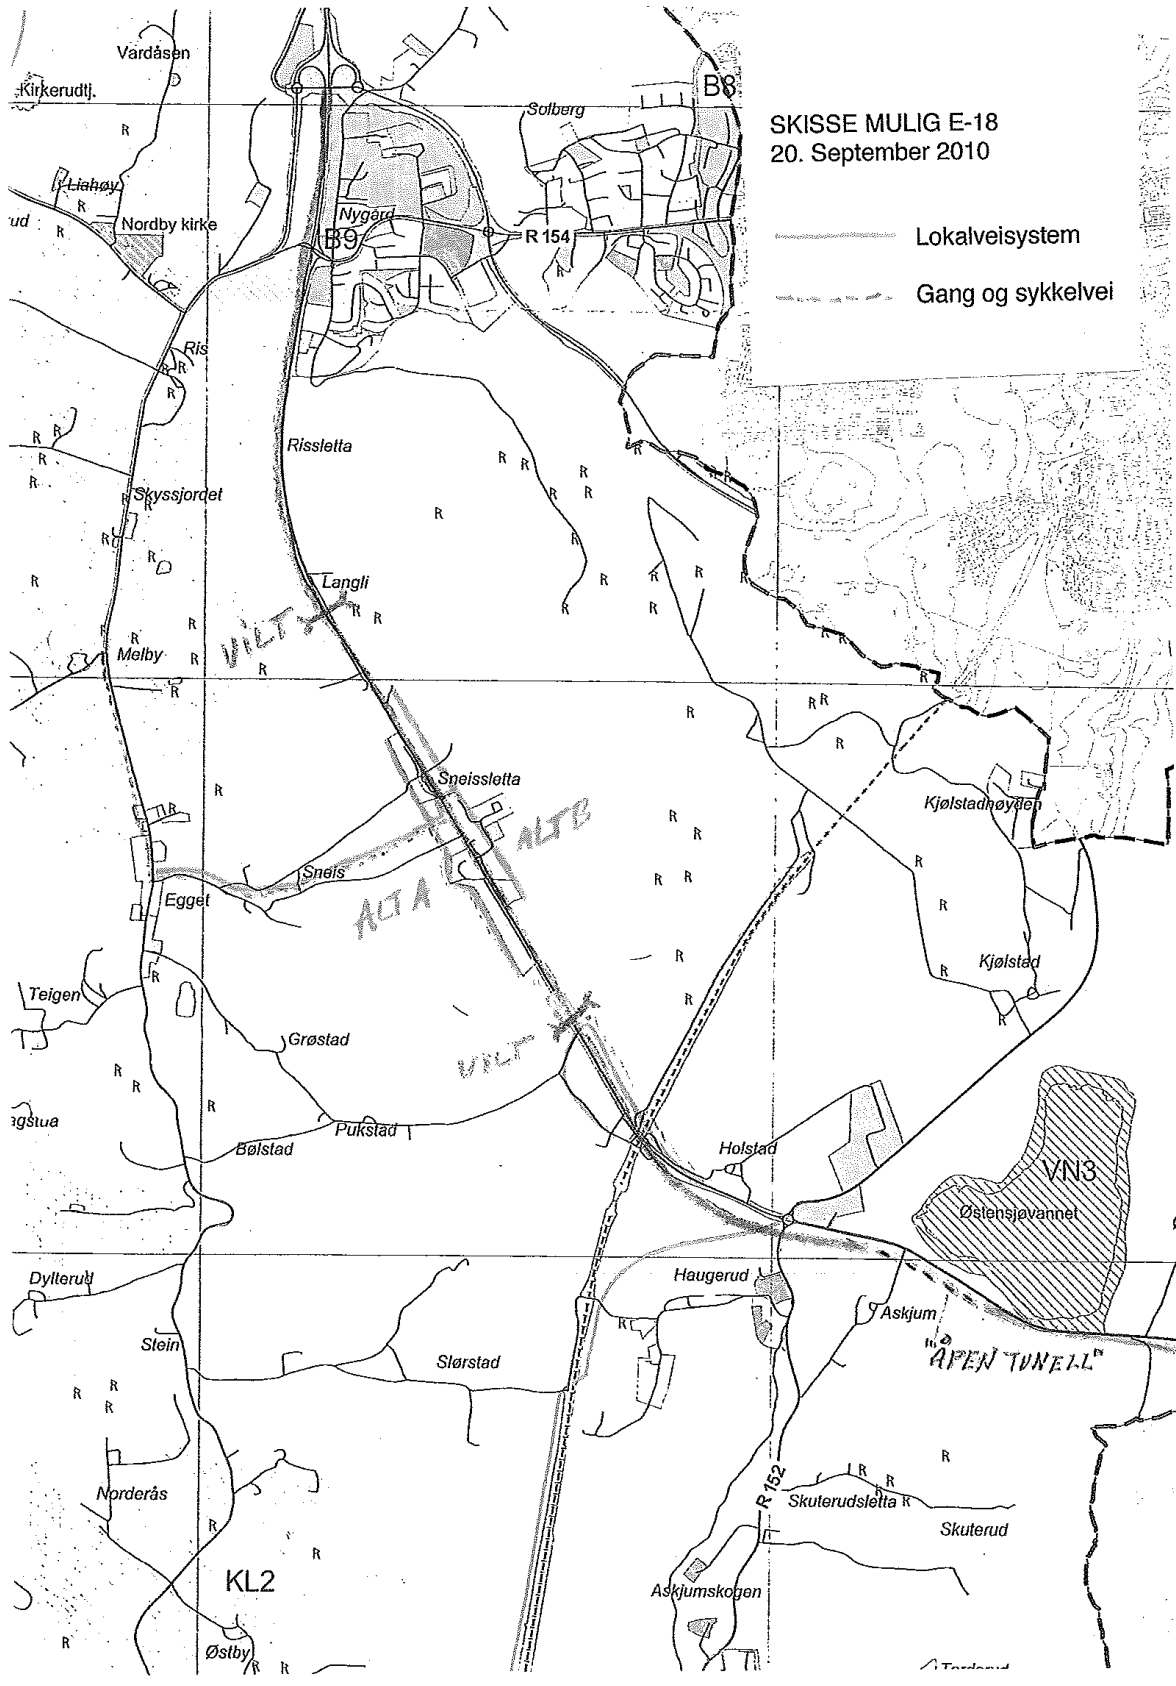 Vardåsen
Kirkerudtj.
B8
Solberg
SKISSE MULIG E-18
20. September 2010
R
Liahøy
R
Nygård
ud
R
Nordby kirke
B9
R 154
Lokalveisystem
R
Gang og sykkelvei
Ris
R R
R
R R
Rissletta
R
R
R R
R
R
Skyssjordet
R
R R
R
R
R
R
R
R
Langli
R
R R
R
R R
R
VILT
R
R
R
R R
Melby
R
R
R
R
R R
R
R
Sneissletta
R
R
Kjølstadhøyden
R
R
ALT B
R
Sneis
R R
Egget
ALT A
R
R
Kjølstad
R
R
Teigen
R
R
VILT
Grøstad
R
R
R
agstua
Pukstad
Bølstad
Holstad
VN3
Østensjøvannet
Dylterud
Haugerud
Askjum
R
Stein
"ÅPEN TUNELL"
Slørstad
R R
R
R
R R
R
Norderås
R 152
Skuterudsletta
R
R
Skuterud
R
KL2
Askjumskogen
R
Østby
R R